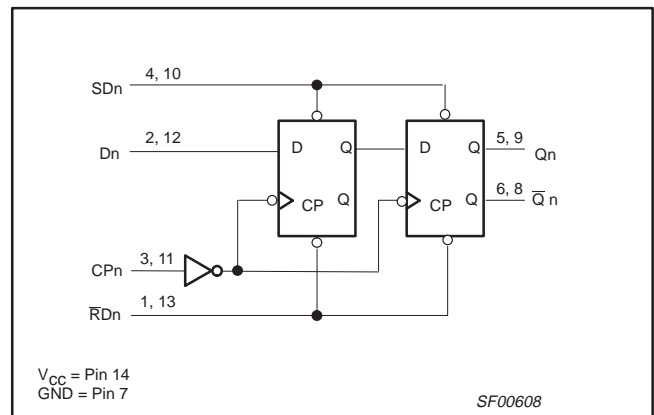 4, 10
SDn
2, 12
Dn
D
Q
D
Q
5, 9
Qn
CP
Q
CP
Q
6, 8
Q̅n
3, 11
CPn
1, 13
R̅Dn
VCC = Pin 14
GND = Pin 7
SF00608